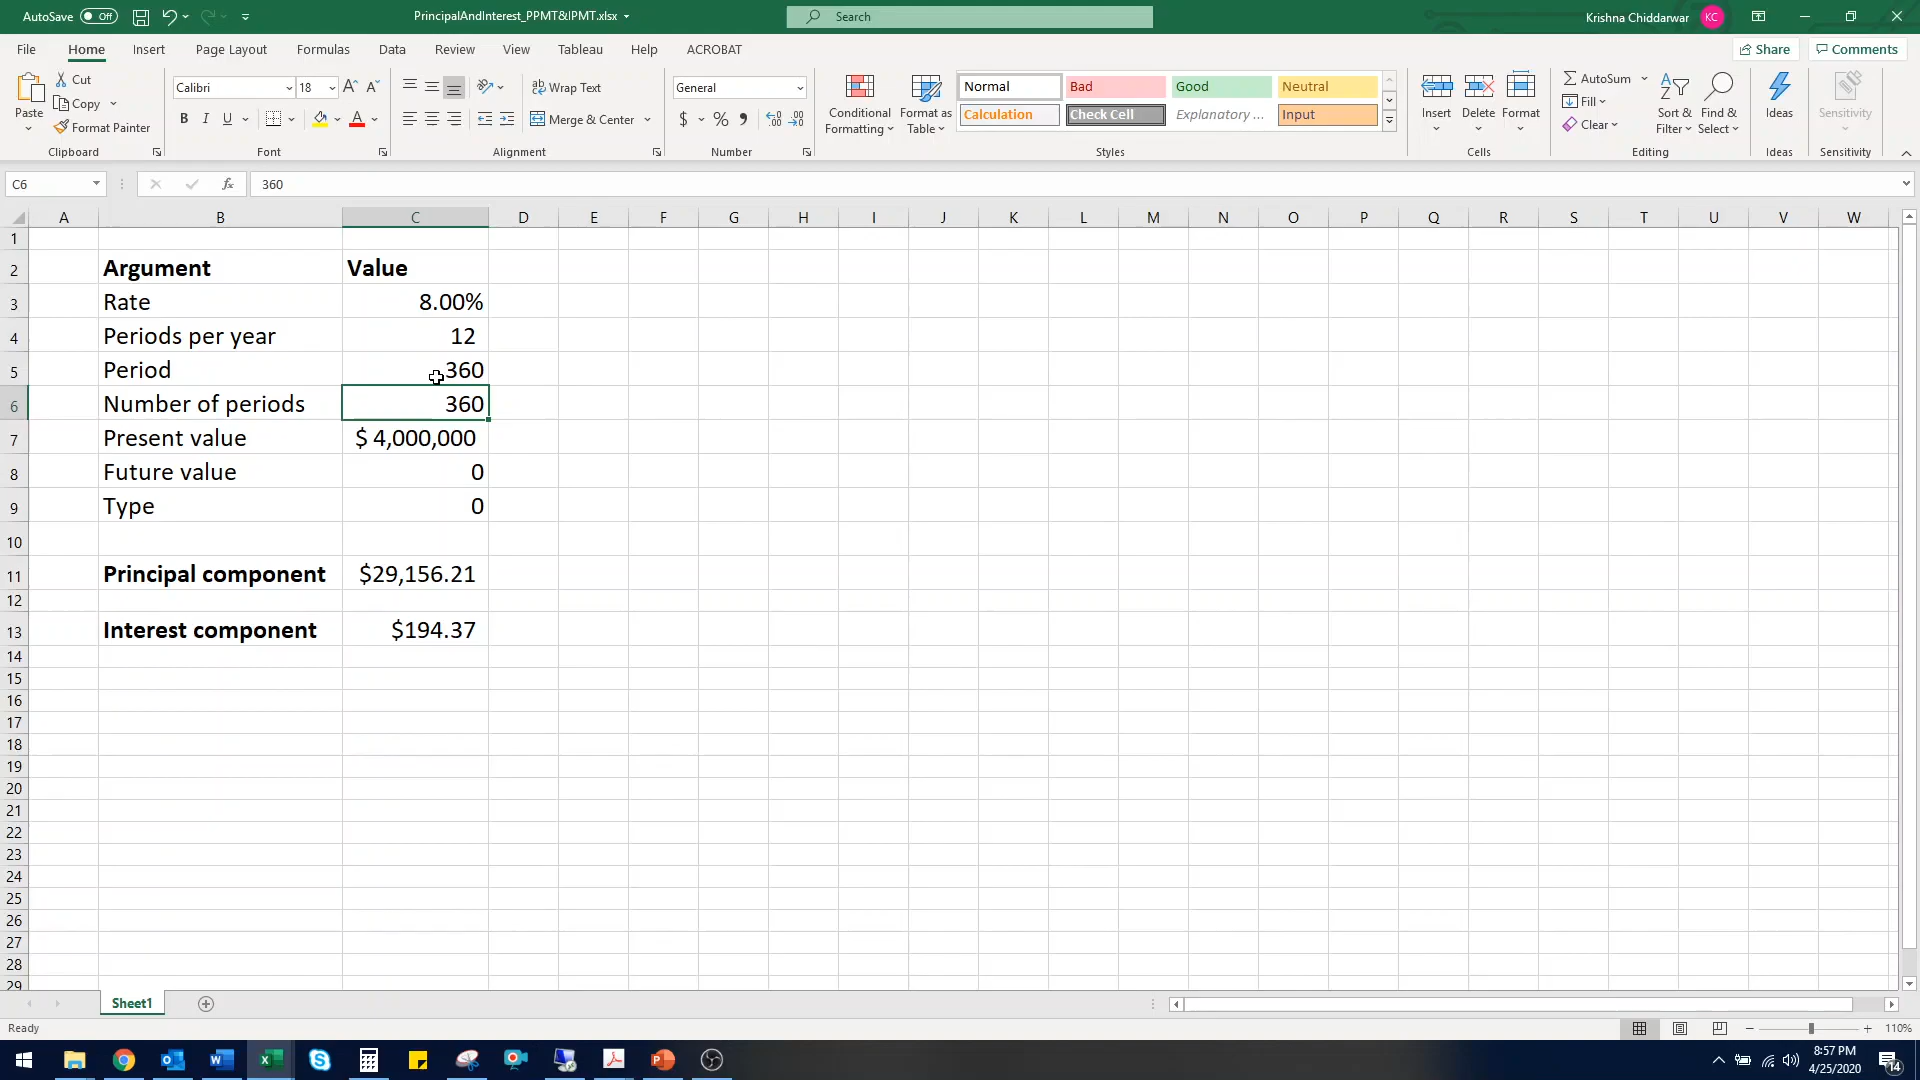 AutoSave Off PrincipalAndInterest_PPMT&IPMT.xlsx Search Krishna Chiddarwar KC
File Home Insert Page Layout Formulas Data Review View Tableau Help ACROBAT Share Comments
Paste Cut Copy Format Painter
Calibri 18 A A B I U A
Wrap Text Merge & Center
General $ %
Conditional Formatting Format as Table
Normal Bad Good Neutral
Calculation Check Cell Explanatory ... Input
Insert Delete Format
AutoSum Fill Clear Sort & Filter Find & Select
Ideas Sensitivity
Clipboard Font Alignment Number Styles Cells Editing Ideas Sensitivity
C6 fx 360
A B C D E F G H I J K L M N O P Q R S T U V W
1
2 Argument Value
3 Rate 8.00%
4 Periods per year 12
5 Period 360
6 Number of periods 360
7 Present value $ 4,000,000
8 Future value 0
9 Type 0
10
11 Principal component $29,156.21
12
13 Interest component $194.37
14
15
16
17
18
19
20
21
22
23
24
25
26
27
28
29
Sheet1
Ready 110%
8:57 PM
4/25/2020
14